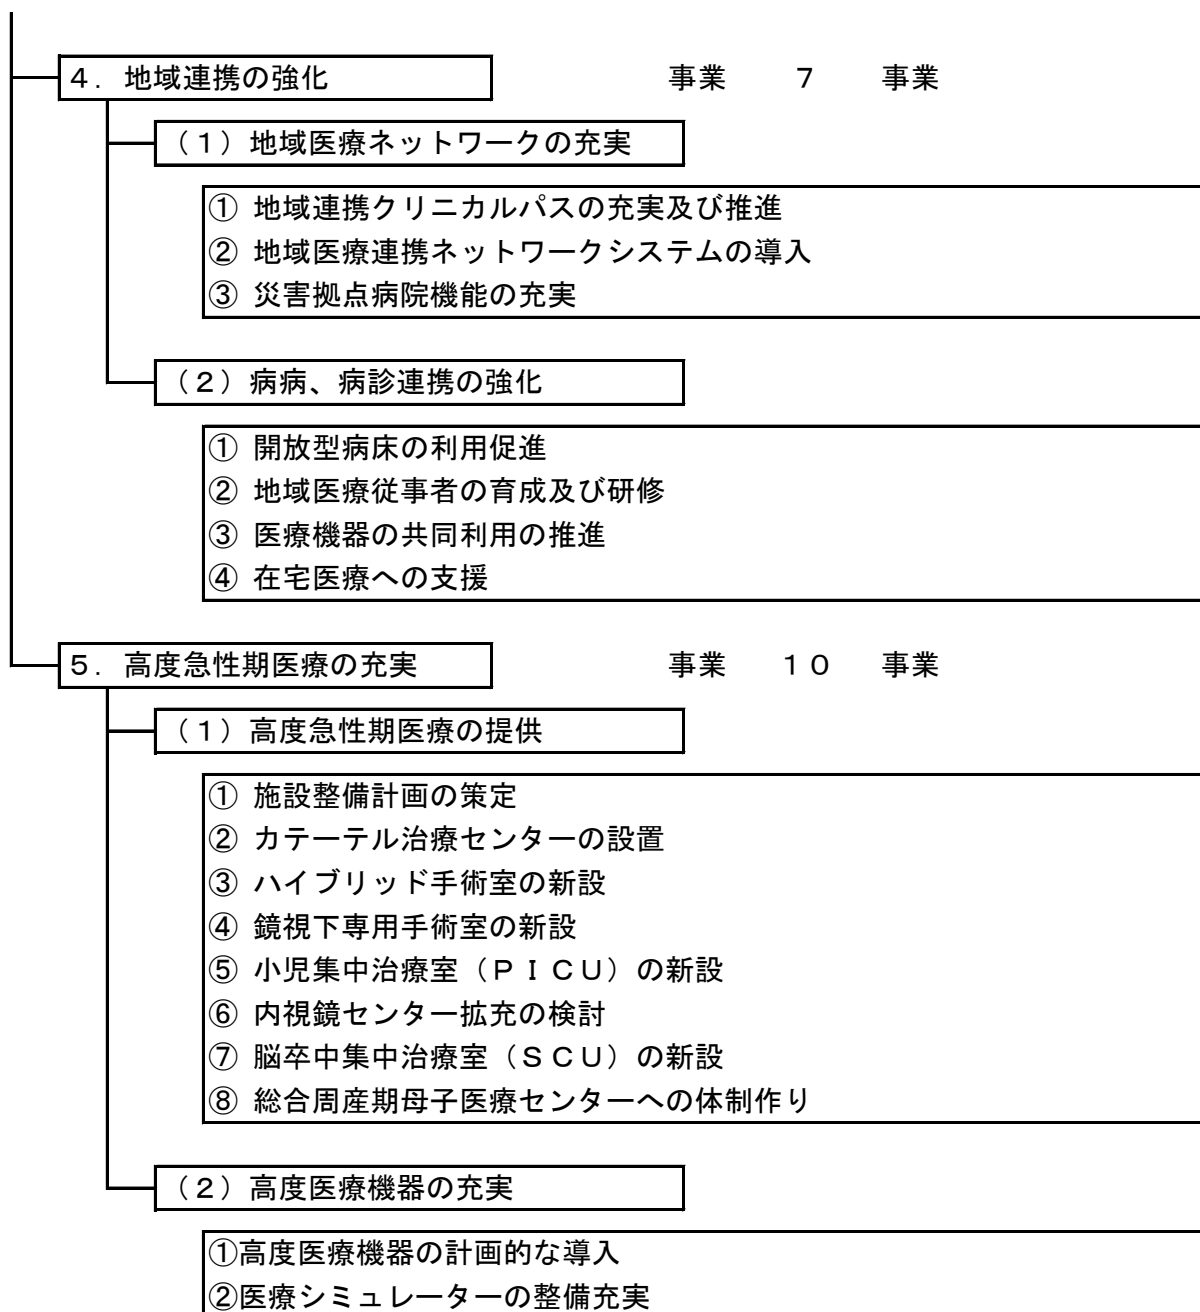 ４．地域連携の強化　事業　７　事業
（１）地域医療ネットワークの充実
① 地域連携クリニカルパスの充実及び推進
② 地域医療連携ネットワークシステムの導入
③ 災害拠点病院機能の充実
（２）病病、病診連携の強化
① 開放型病床の利用促進
② 地域医療従事者の育成及び研修
③ 医療機器の共同利用の推進
④ 在宅医療への支援
５．高度急性期医療の充実　事業　１０　事業
（１）高度急性期医療の提供
① 施設整備計画の策定
② カテーテル治療センターの設置
③ ハイブリッド手術室の新設
④ 鏡視下専用手術室の新設
⑤ 小児集中治療室（ＰＩＣＵ）の新設
⑥ 内視鏡センター拡充の検討
⑦ 脳卒中集中治療室（ＳＣＵ）の新設
⑧ 総合周産期母子医療センターへの体制作り
（２）高度医療機器の充実
①高度医療機器の計画的な導入
②医療シミュレーターの整備充実